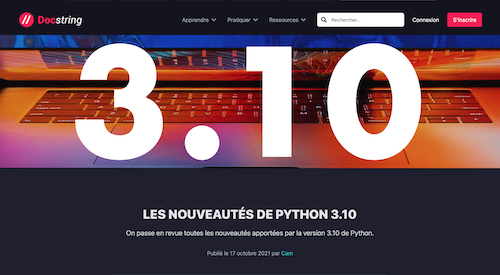 Docstring
Apprendre
Pratiquer
Ressources
Rechercher...
Connexion
S'inscrire
3.10
LES NOUVEAUTÉS DE PYTHON 3.10
On passe en revue toutes les nouveautés apportées par la version 3.10 de Python.
Publié le 17 octobre 2021 par Cam